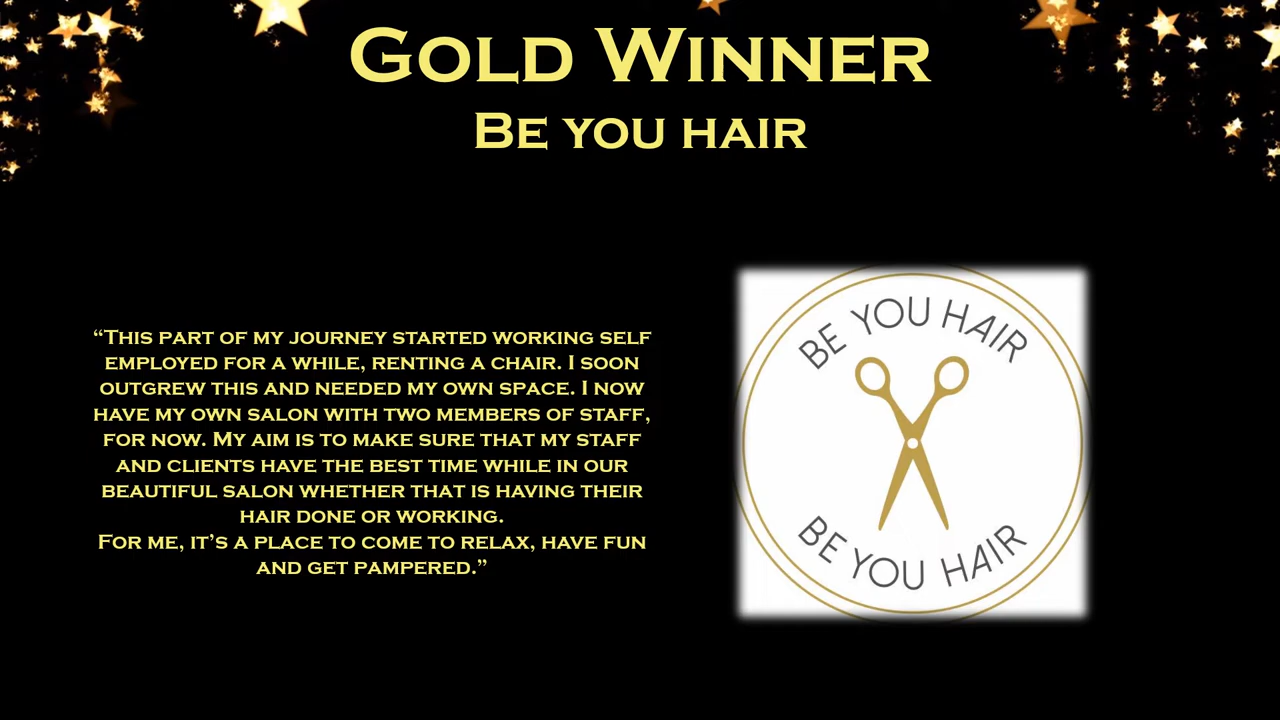 Gold Winner
Be you hair
“This part of my journey started working self
employed for a while, renting a chair. I soon
outgrew this and needed my own space. I now
have my own salon with two members of staff,
for now. My aim is to make sure that my staff
and clients have the best time while in our
beautiful salon whether that is having their
hair done or working.
For me, it’s a place to come to relax, have fun
and get pampered.”
BE YOU HAIR
BE YOU HAIR